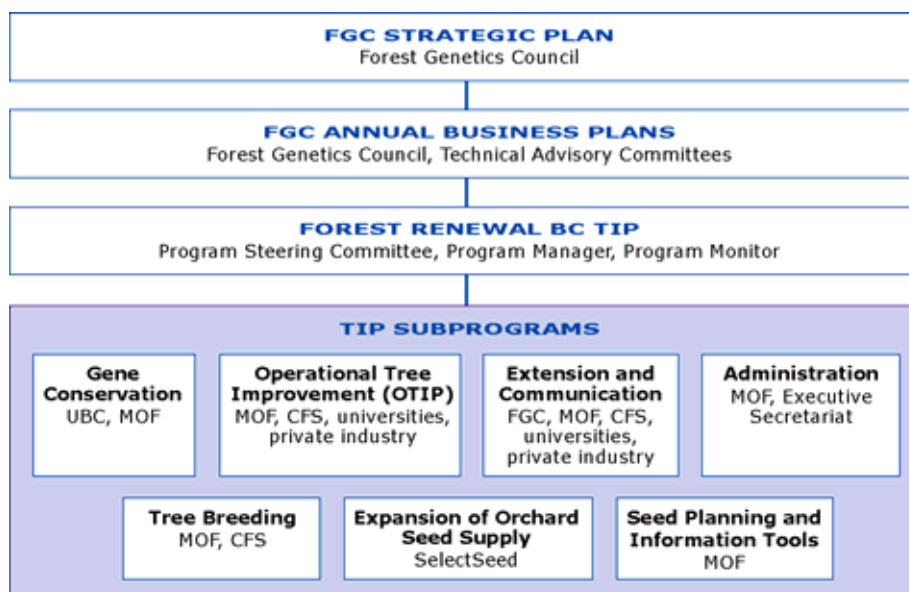 FGC STRATEGIC PLAN
Forest Genetics Council
FGC ANNUAL BUSINESS PLANS
Forest Genetics Council, Technical Advisory Committees
FOREST RENEWAL BC TIP
Program Steering Committee, Program Manager, Program Monitor
TIP SUBPROGRAMS
Gene
Conservation
UBC, MOF
Operational Tree
Improvement (OTIP)
MOF, CFS, universities,
private industry
Extension and
Communication
FGC, MOF, CFS,
universities,
private industry
Administration
MOF, Executive
Secretariat
Tree Breeding
MOF, CFS
Expansion of Orchard
Seed Supply
SelectSeed
Seed Planning and
Information Tools
MOF